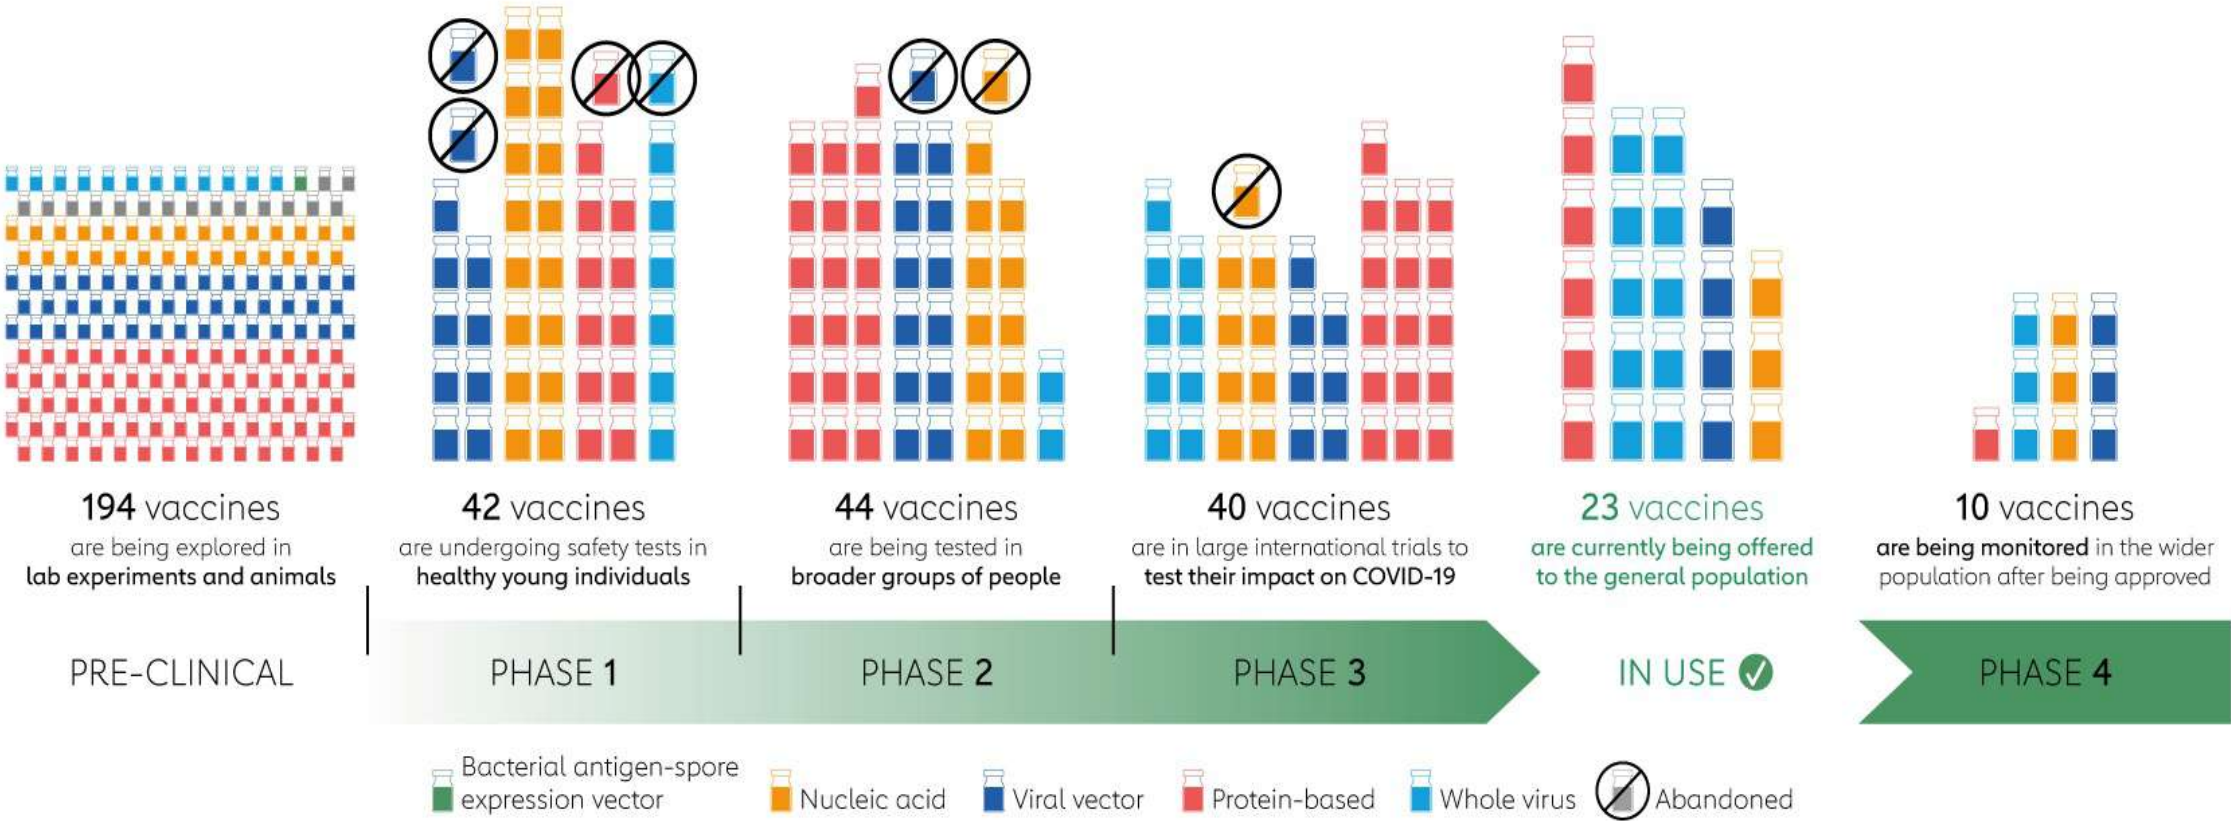 194 vaccines
are being explored in
lab experiments and animals
42 vaccines
are undergoing safety tests in
healthy young individuals
44 vaccines
are being tested in
broader groups of people
40 vaccines
are in large international trials to
test their impact on COVID-19
23 vaccines
are currently being offered
to the general population
10 vaccines
are being monitored in the wider
population after being approved
PRE-CLINICAL
PHASE 1
PHASE 2
PHASE 3
IN USE
PHASE 4
Bacterial antigen-spore
expression vector
Nucleic acid
Viral vector
Protein-based
Whole virus
Abandoned